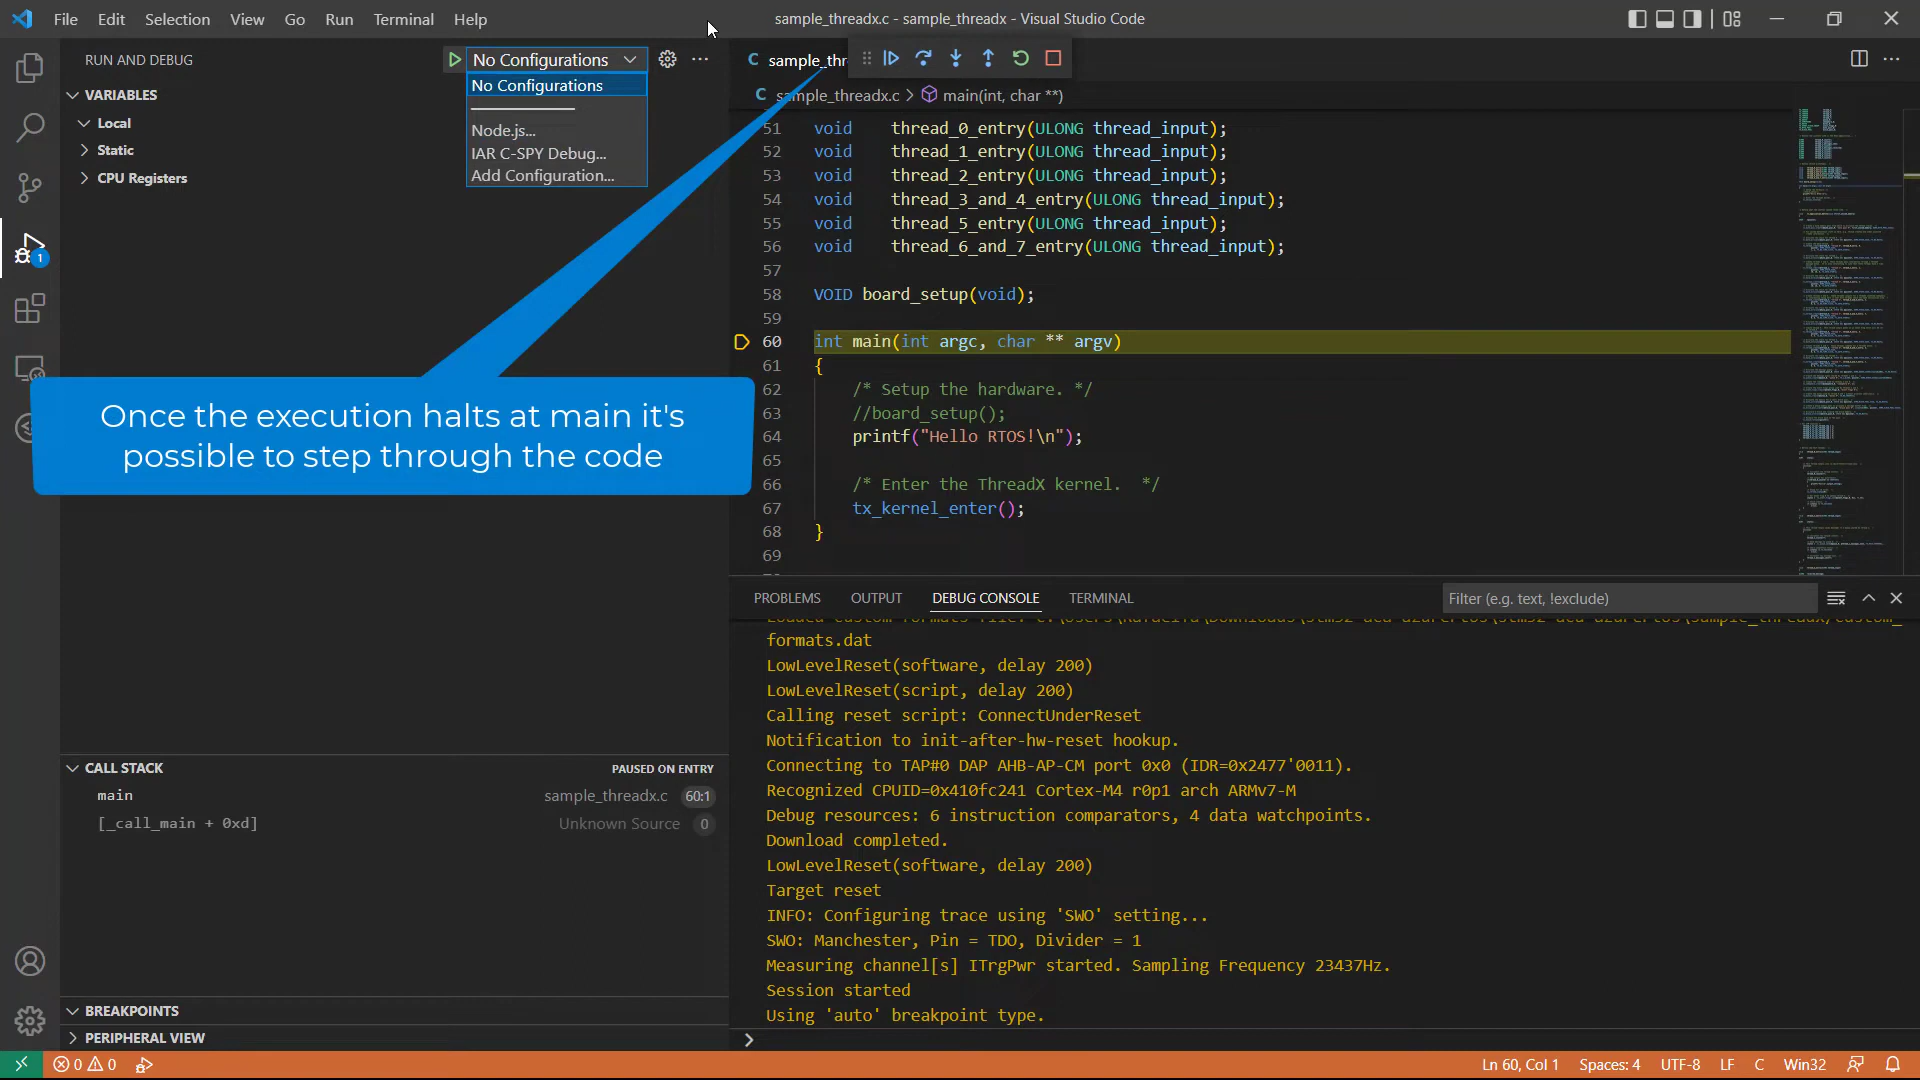 File Edit Selection View Go Run Terminal Help
sample_threadx.c - sample_threadx - Visual Studio Code
RUN AND DEBUG
No Configurations
No Configurations
Node.js...
IAR C-SPY Debug...
Add Configuration...
VARIABLES
Local
Static
CPU Registers
1
Once the execution halts at main it's
possible to step through the code
CALL STACK
PAUSED ON ENTRY
main sample_threadx.c 60:1
[_call_main + 0xd] Unknown Source 0
BREAKPOINTS
PERIPHERAL VIEW
C sample_thr
C sample_threadx.c > main(int, char **)
51 void thread_0_entry(ULONG thread_input);
52 void thread_1_entry(ULONG thread_input);
53 void thread_2_entry(ULONG thread_input);
54 void thread_3_and_4_entry(ULONG thread_input);
55 void thread_5_entry(ULONG thread_input);
56 void thread_6_and_7_entry(ULONG thread_input);
57
58 VOID board_setup(void);
59
60 int main(int argc, char ** argv)
61 {
62 /* Setup the hardware. */
63 //board_setup();
64 printf("Hello RTOS!\n");
65
66 /* Enter the ThreadX kernel.  */
67 tx_kernel_enter();
68 }
69
PROBLEMS OUTPUT DEBUG CONSOLE TERMINAL
Filter (e.g. text, !exclude)
formats.dat
LowLevelReset(software, delay 200)
LowLevelReset(script, delay 200)
Calling reset script: ConnectUnderReset
Notification to init-after-hw-reset hookup.
Connecting to TAP#0 DAP AHB-AP-CM port 0x0 (IDR=0x2477'0011).
Recognized CPUID=0x410fc241 Cortex-M4 r0p1 arch ARMv7-M
Debug resources: 6 instruction comparators, 4 data watchpoints.
Download completed.
LowLevelReset(software, delay 200)
Target reset
INFO: Configuring trace using 'SWO' setting...
SWO: Manchester, Pin = TDO, Divider = 1
Measuring channel[s] ITrgPwr started. Sampling Frequency 23437Hz.
Session started
Using 'auto' breakpoint type.
0 0
Ln 60, Col 1 Spaces: 4 UTF-8 LF C Win32